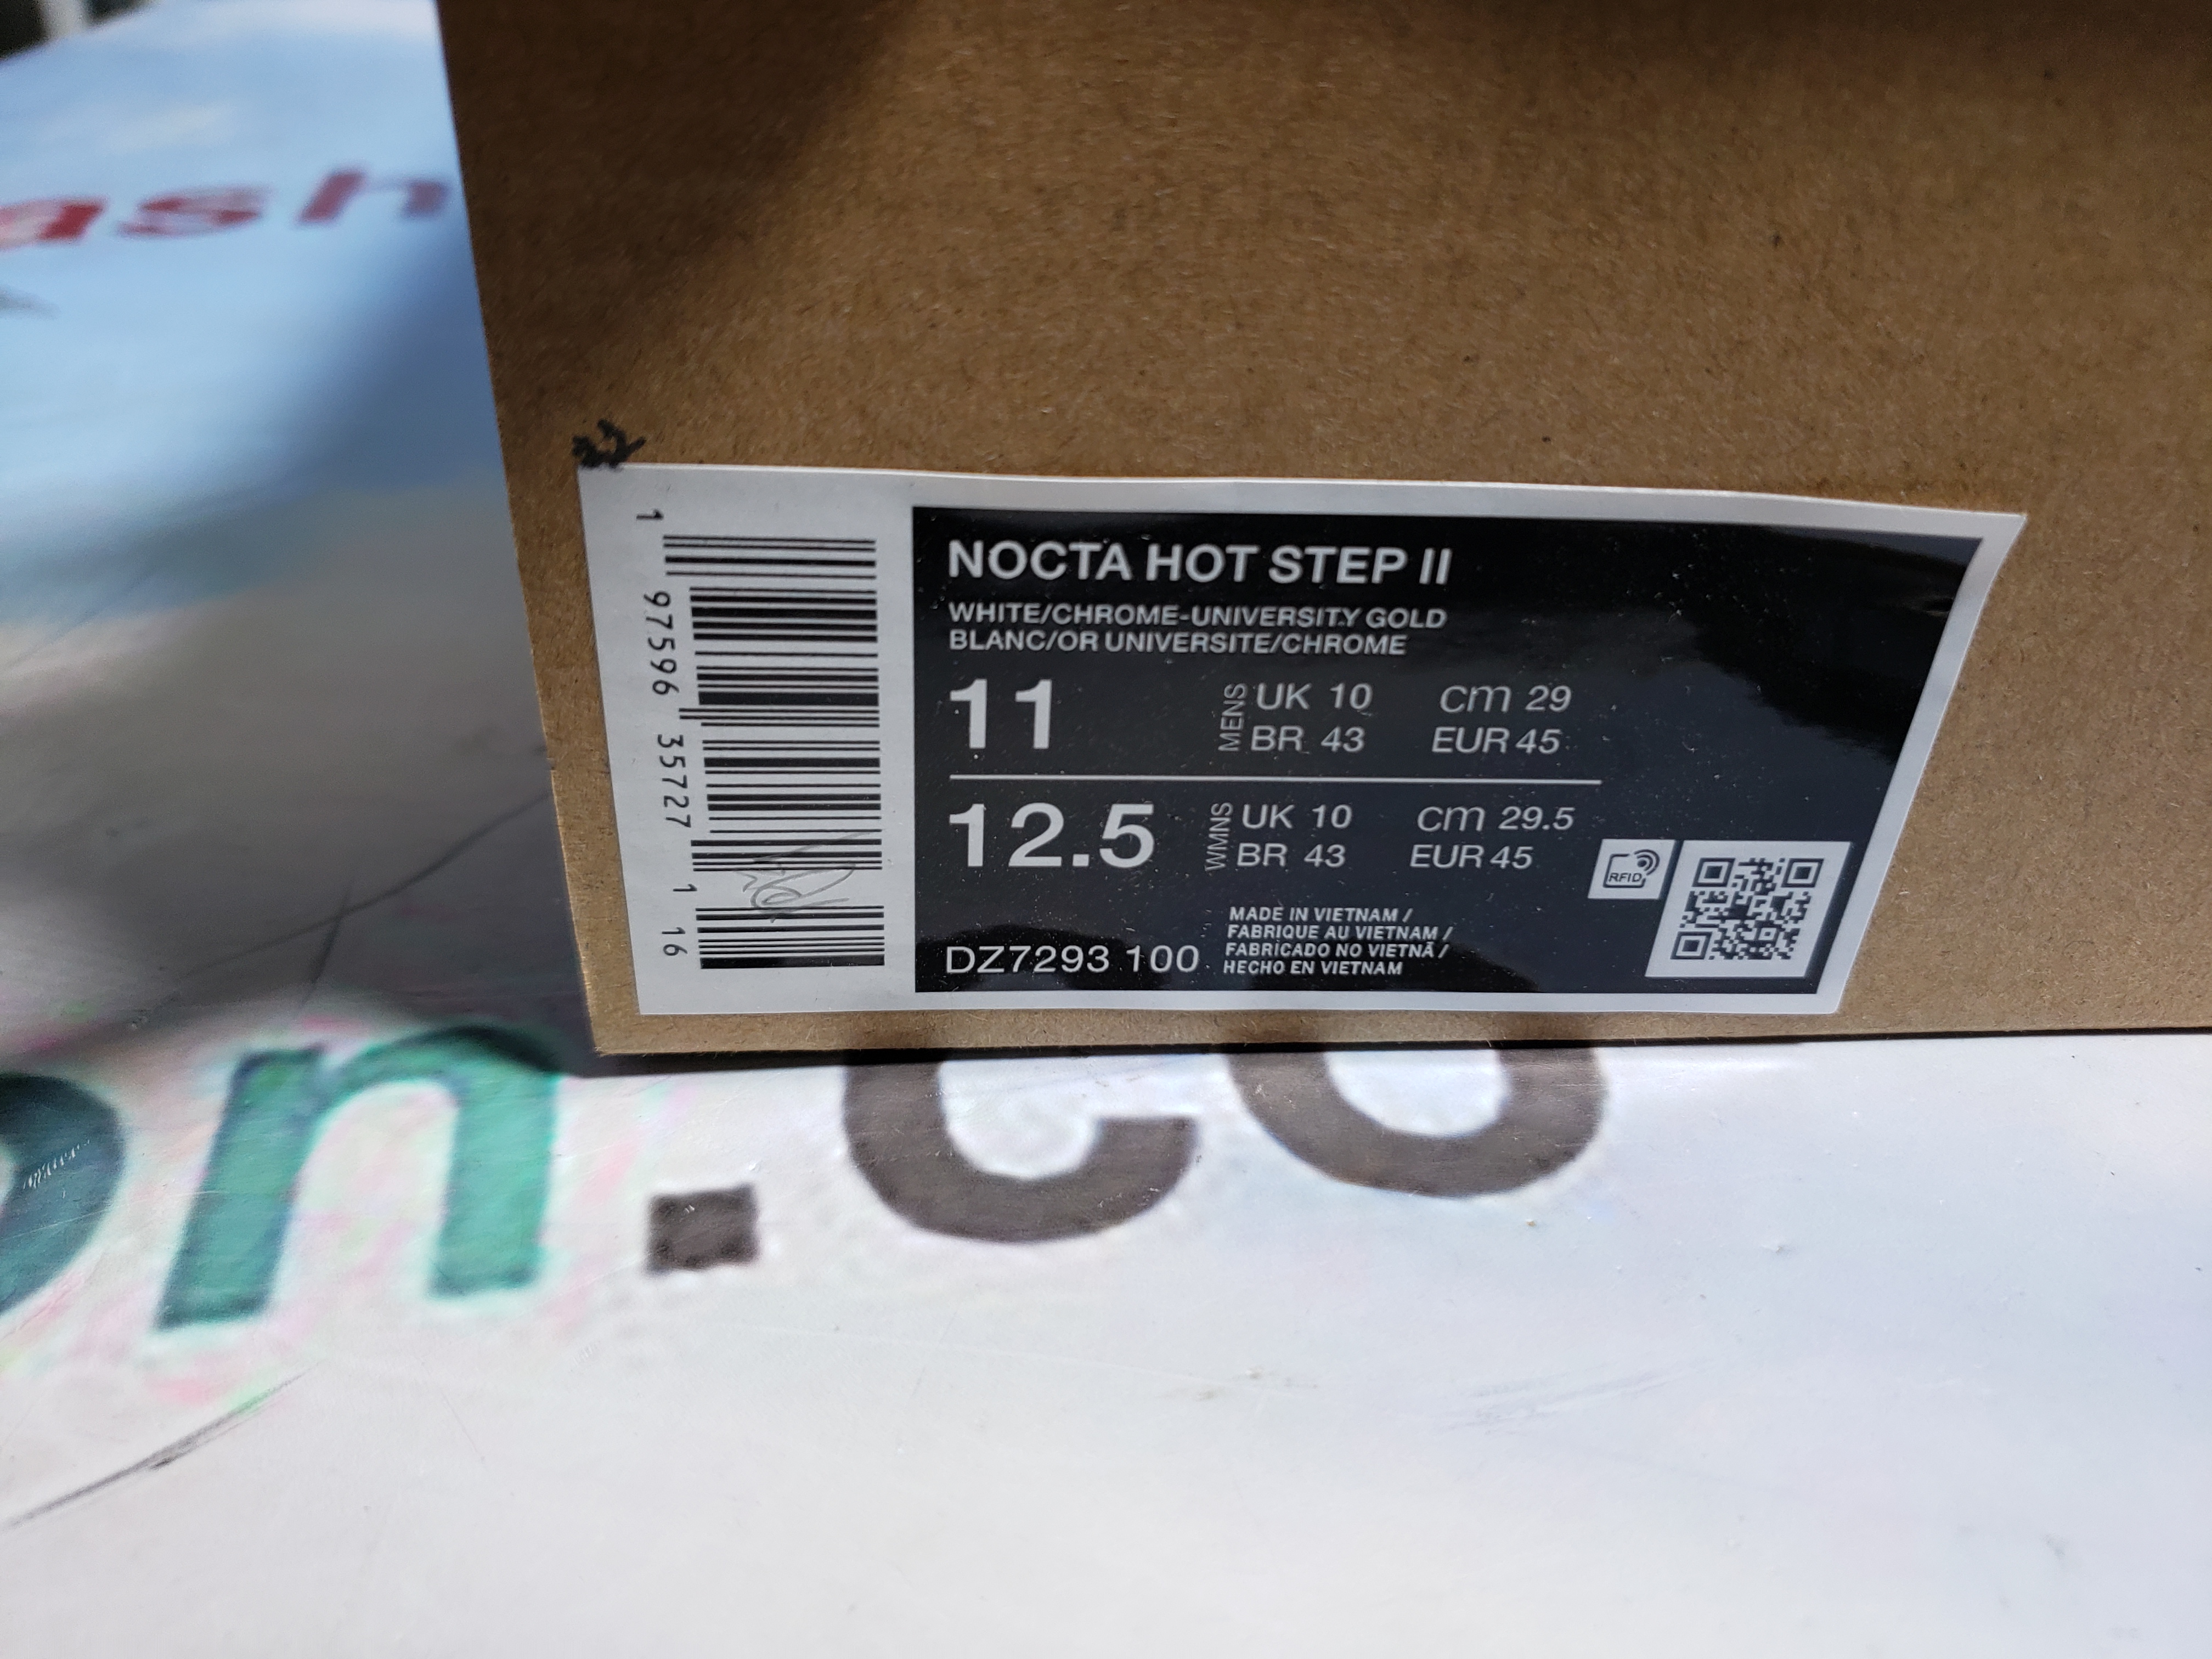 ash
1 97596 35727 1 16
NOCTA HOT STEP II
WHITE/CHROME-UNIVERSITY GOLD
BLANC/OR UNIVERSITE/CHROME
11 MENS UK 10 cm 29
BR 43 EUR 45
12.5 WMNS UK 10 cm 29.5
BR 43 EUR 45
RFID
DZ7293 100
MADE IN VIETNAM /
FABRIQUE AU VIETNAM /
FABRICADO NO VIETNÃ /
HECHO EN VIETNAM
on.co